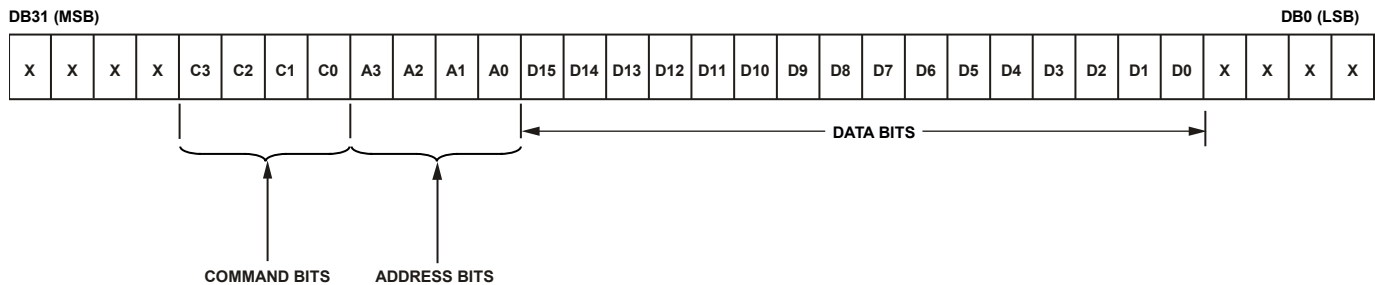 DB31 (MSB) DB0 (LSB)
X X X X C3 C2 C1 C0 A3 A2 A1 A0 D15 D14 D13 D12 D11 D10 D9 D8 D7 D6 D5 D4 D3 D2 D1 D0 X X X X
DATA BITS
COMMAND BITS ADDRESS BITS